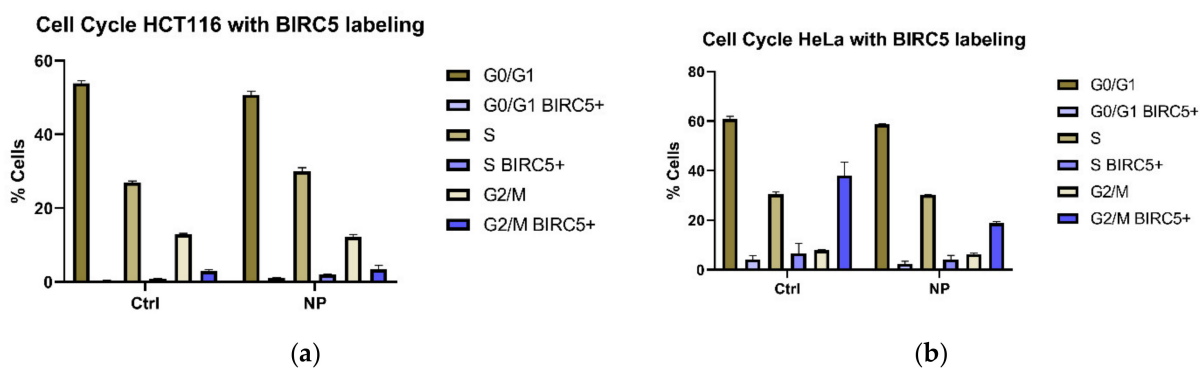 Cell Cycle HCT116 with BIRC5 labeling
60
40
20
0
% Cells
Ctrl
NP
G0/G1
G0/G1 BIRC5+
S
S BIRC5+
G2/M
G2/M BIRC5+
(a)
Cell Cycle HeLa with BIRC5 labeling
80
60
40
20
0
% Cells
Ctrl
NP
G0/G1
G0/G1 BIRC5+
S
S BIRC5+
G2/M
G2/M BIRC5+
(b)